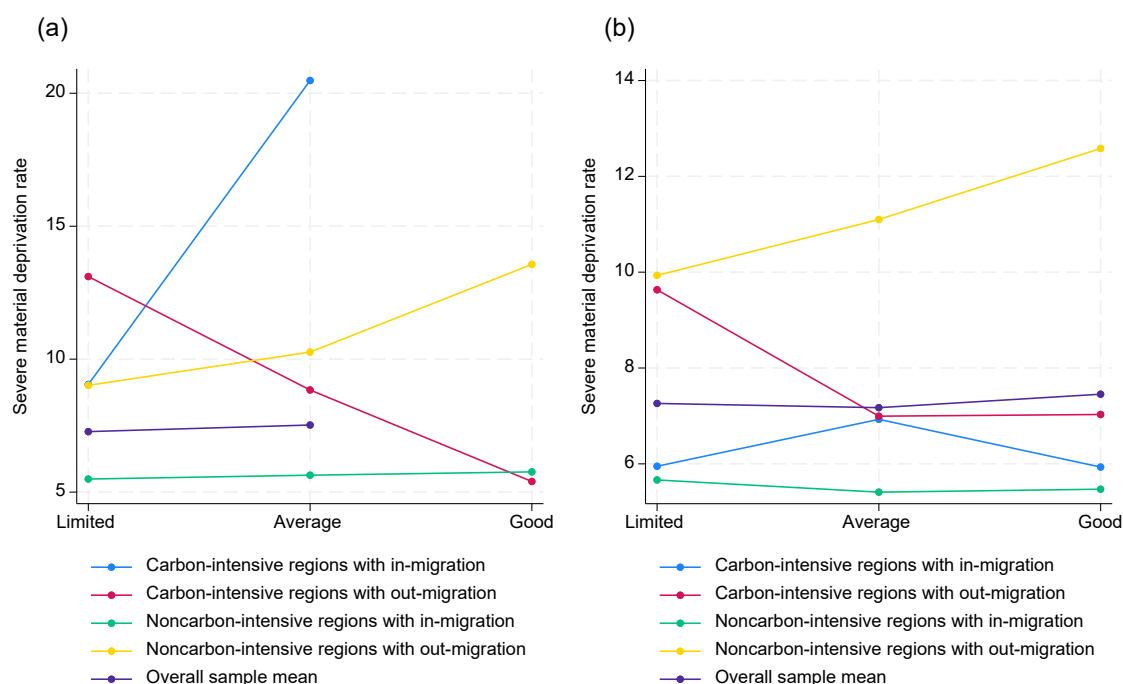 (a)
Severe material deprivation rate
20
15
10
5
Limited Average Good
Carbon-intensive regions with in-migration
Carbon-intensive regions with out-migration
Noncarbon-intensive regions with in-migration
Noncarbon-intensive regions with out-migration
Overall sample mean
(b)
Severe material deprivation rate
14
12
10
8
6
Limited Average Good
Carbon-intensive regions with in-migration
Carbon-intensive regions with out-migration
Noncarbon-intensive regions with in-migration
Noncarbon-intensive regions with out-migration
Overall sample mean